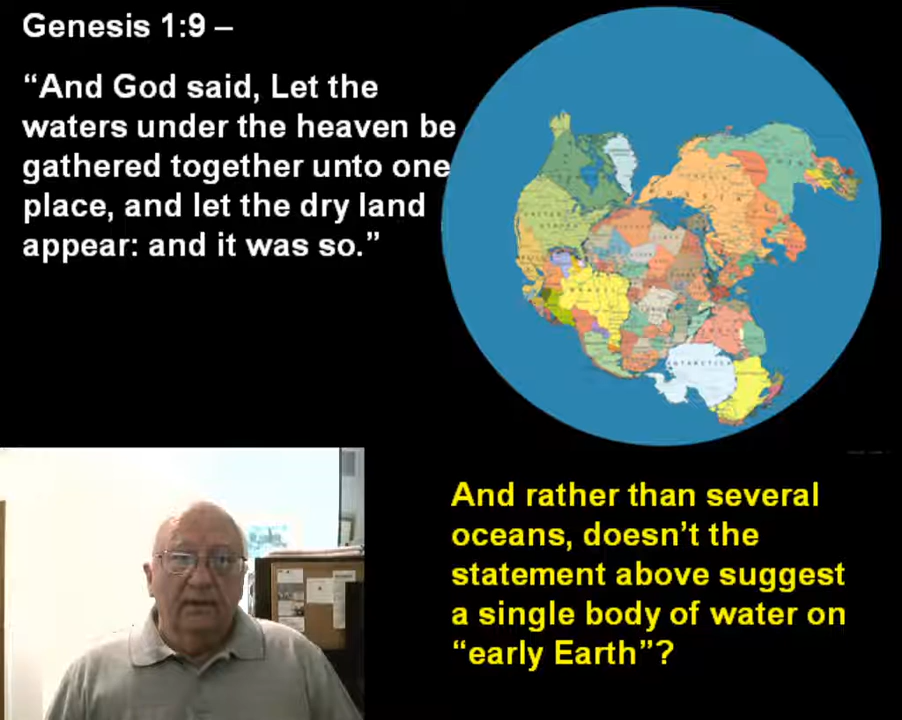 Genesis 1:9 –
“And God said, Let the
waters under the heaven be
gathered together unto one
place, and let the dry land
appear: and it was so.”
ANTARCTICA
And rather than several
oceans, doesn’t the
statement above suggest
a single body of water on
“early Earth”?